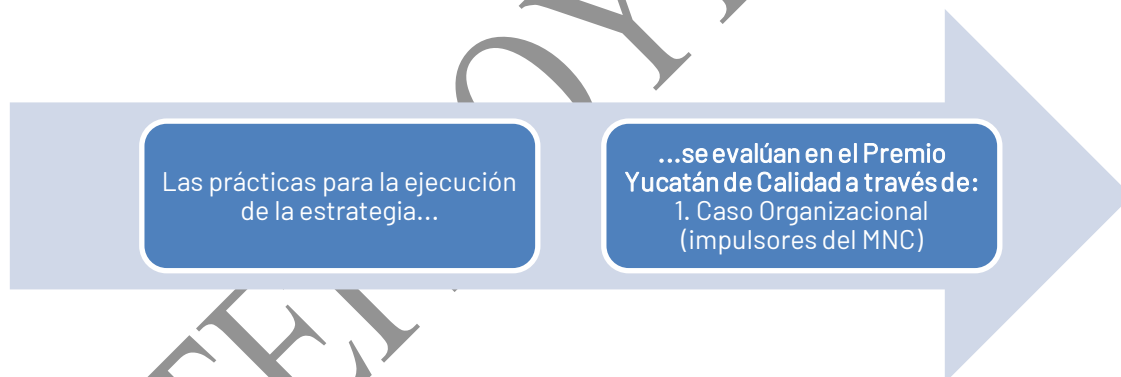 Las prácticas para la ejecución
de la estrategia...
...se evalúan en el Premio
Yucatán de Calidad a través de:
1. Caso Organizacional
(impulsores del MNC)